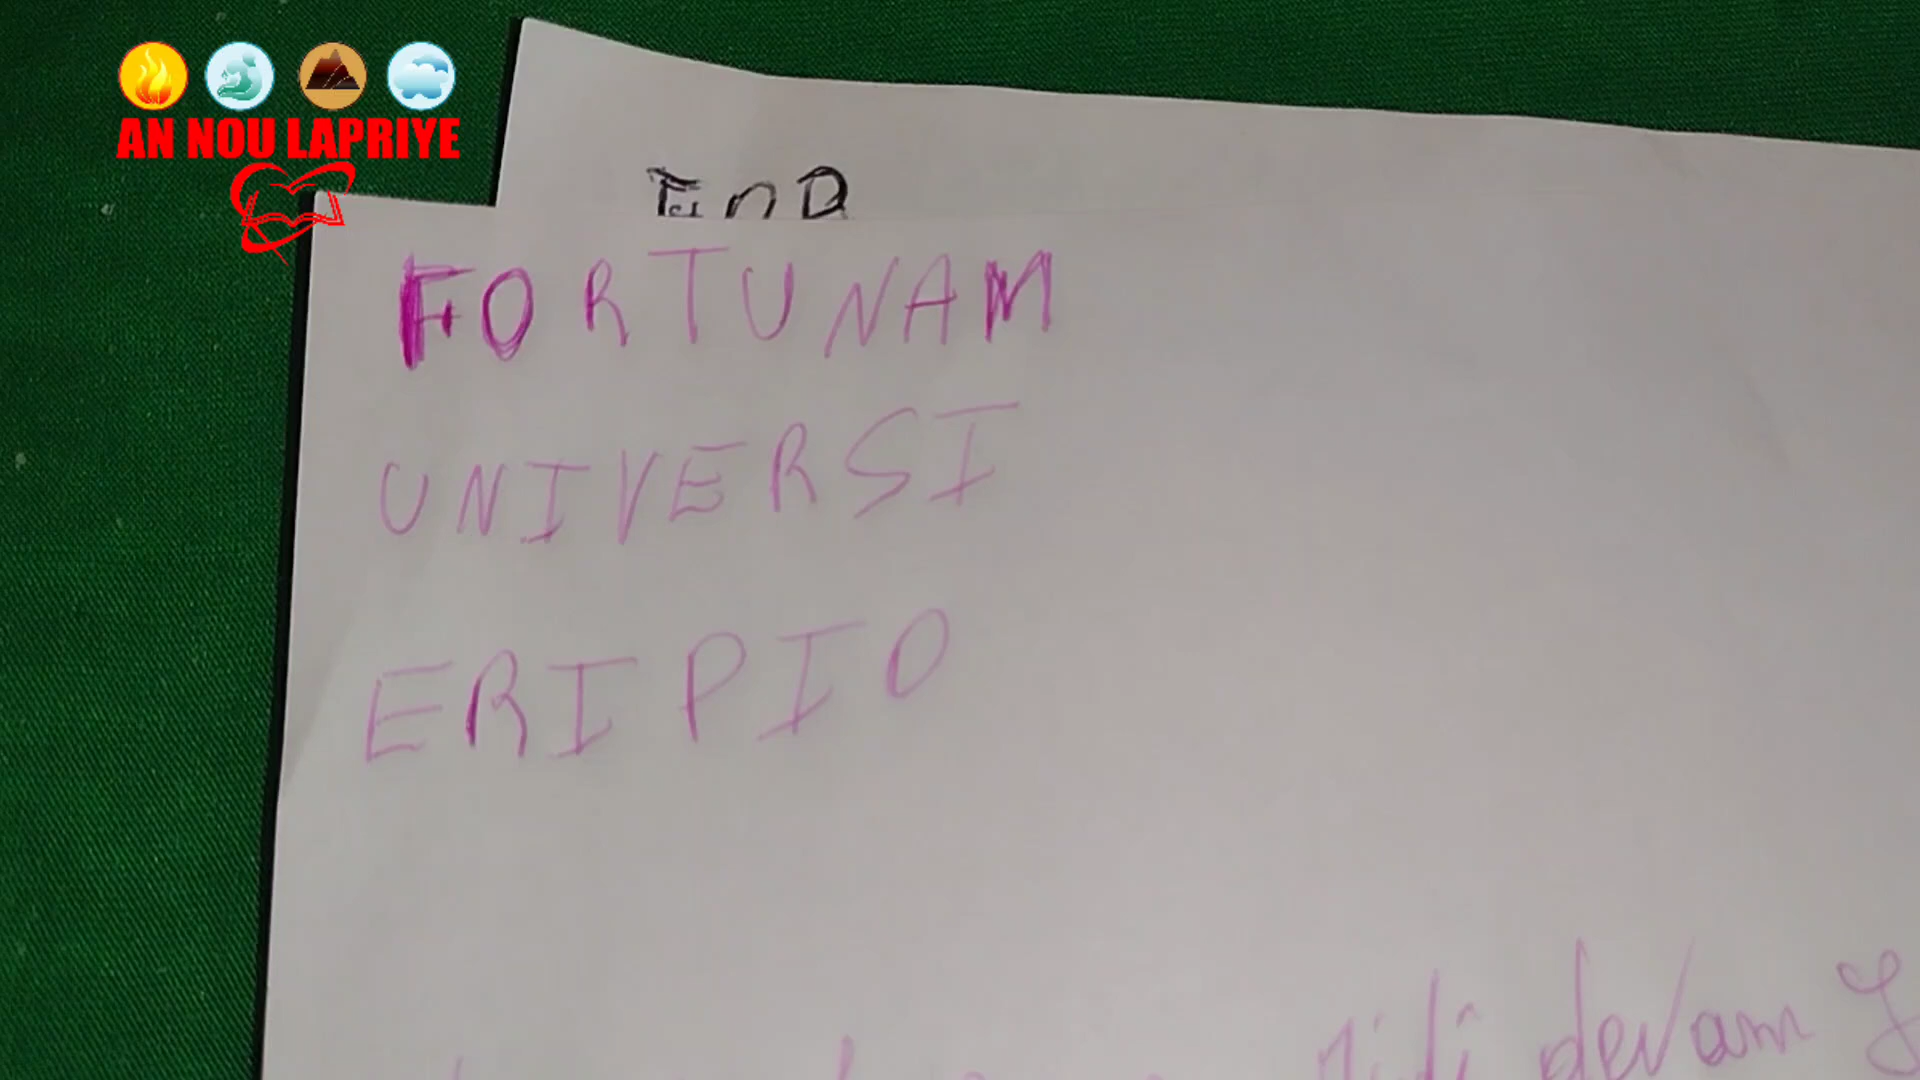 AN NOU LAPRIYE
FORTUNAM
UNIVERSI
ERIPIO
devam